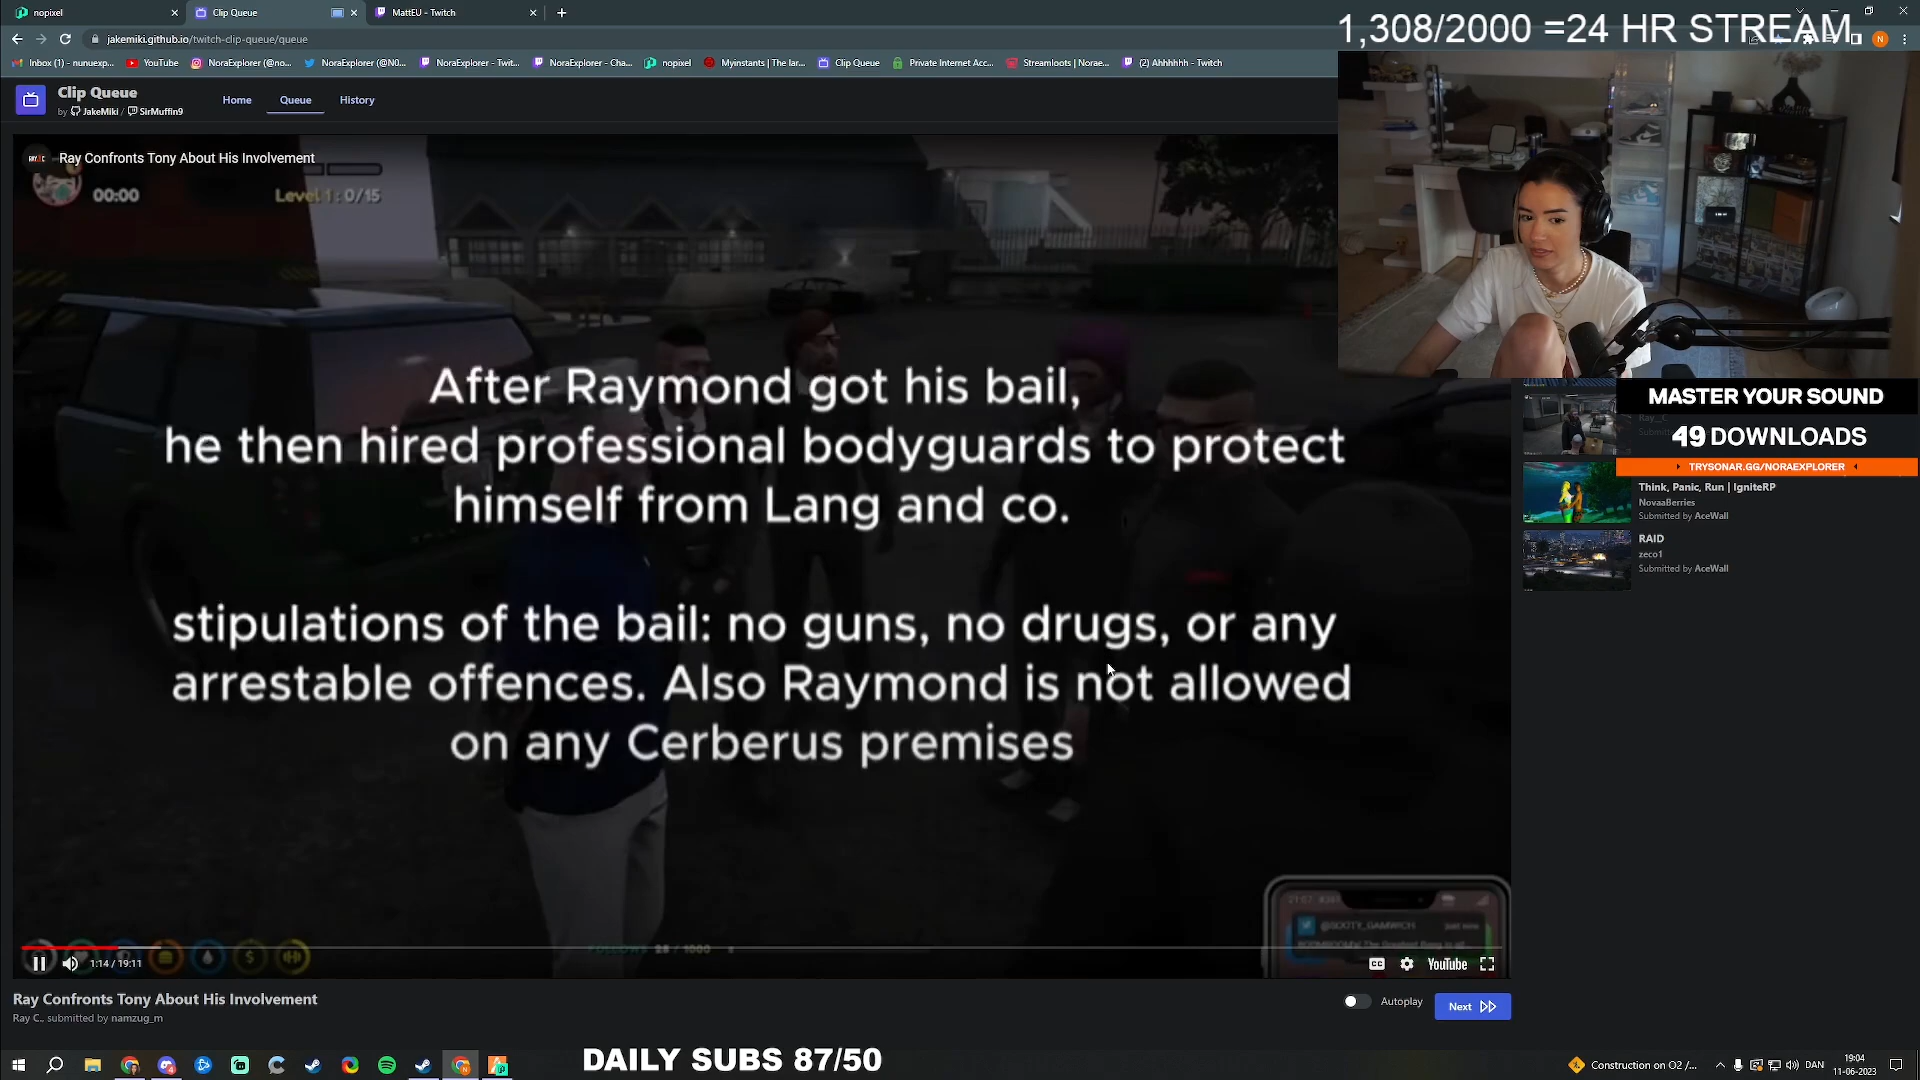 nopixel
Clip Queue
MattEU - Twitch
1,308/2000 =24 HR STREAM
jakemiki.github.io/twitch-clip-queue/queue
Inbox (1) - nunuexp...
YouTube
NoraExplorer (@no...
NoraExplorer (@N0...
NoraExplorer - Twit...
NoraExplorer - Cha...
nopixel
Myinstants | The lar...
Clip Queue
Private Internet Acc...
Streamloots | Norae...
(2) Ahhhhhh - Twitch
Clip Queue
by JakeMiki / SirMuffin9
Home
Queue
History
Ray Confronts Tony About His Involvement
00:00
Level 1 : 0/15
After Raymond got his bail,
he then hired professional bodyguards to protect
himself from Lang and co.
stipulations of the bail: no guns, no drugs, or any
arrestable offences. Also Raymond is not allowed
on any Cerberus premises
MASTER YOUR SOUND
49 DOWNLOADS
TRYSONAR.GG/NORAEXPLORER
Think, Panic, Run | IgniteRP
NovaaBerries
Submitted by AceWall
RAID
zeco1
Submitted by AceWall
just now
FOLLOWS 26 / 1000
1:14 / 19:11
CC
YouTube
Ray Confronts Tony About His Involvement
Ray C., submitted by namzug_m
Autoplay
Next
DAILY SUBS 87/50
Construction on O2 /...
DAN
19:04
11-06-2023